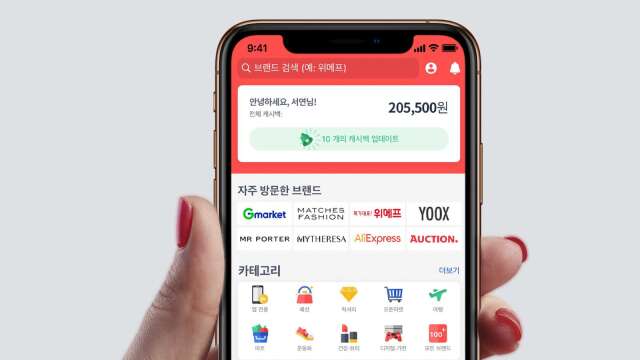 9:41
브랜드 검색 (예: 위메프)
안녕하세요, 서연님!
전체 캐시백:
205,500원
10 개의 캐시백 업데이트
자주 방문한 브랜드
Gmarket
MATCHES FASHION
특가대표! 위메프
YOOX
MR PORTER
MYTHERESA
AliExpress
AUCTION.
카테고리
더보기
앱 전용
패션
럭셔리
오픈마켓
여행
마트
운동화
건강·뷰티
디지털·가전
100+
모든 브랜드